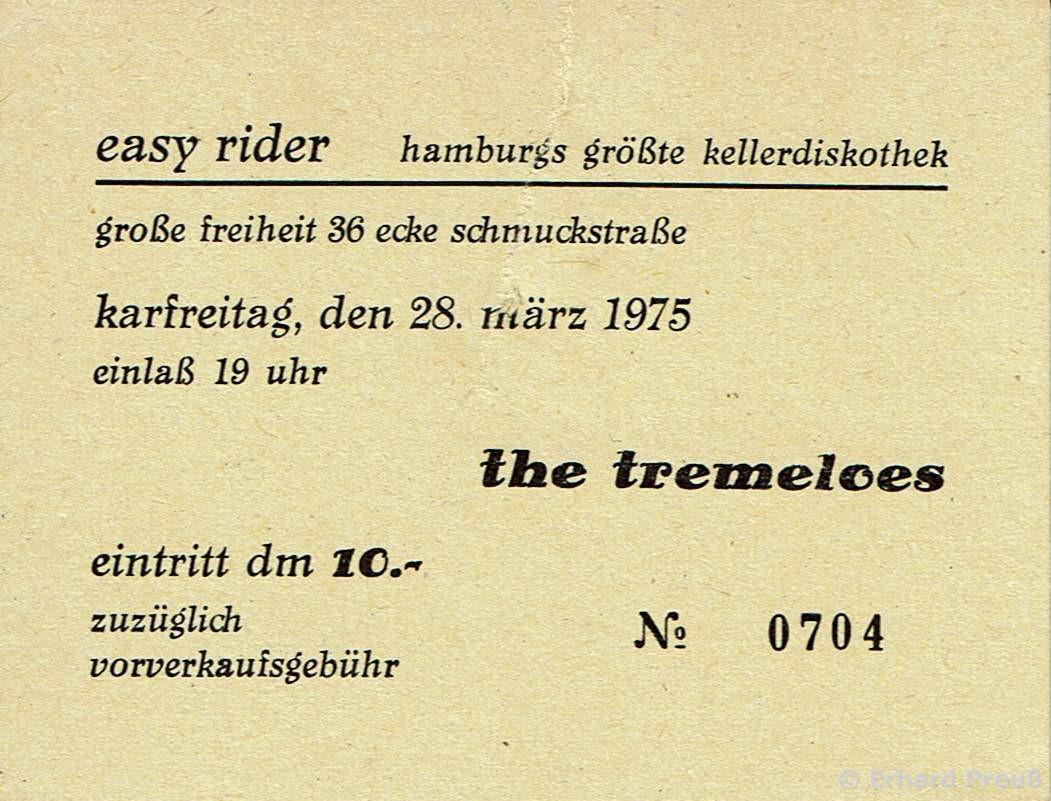 easy rider hamburgs größte kellerdiskothek
große freiheit 36 ecke schmuckstraße
karfreitag, den 28. märz 1975
einlaß 19 uhr
the tremeloes
eintritt dm 10.-
zuzüglich
vorverkaufsgebühr
№ 0704
© Erhard Preuß